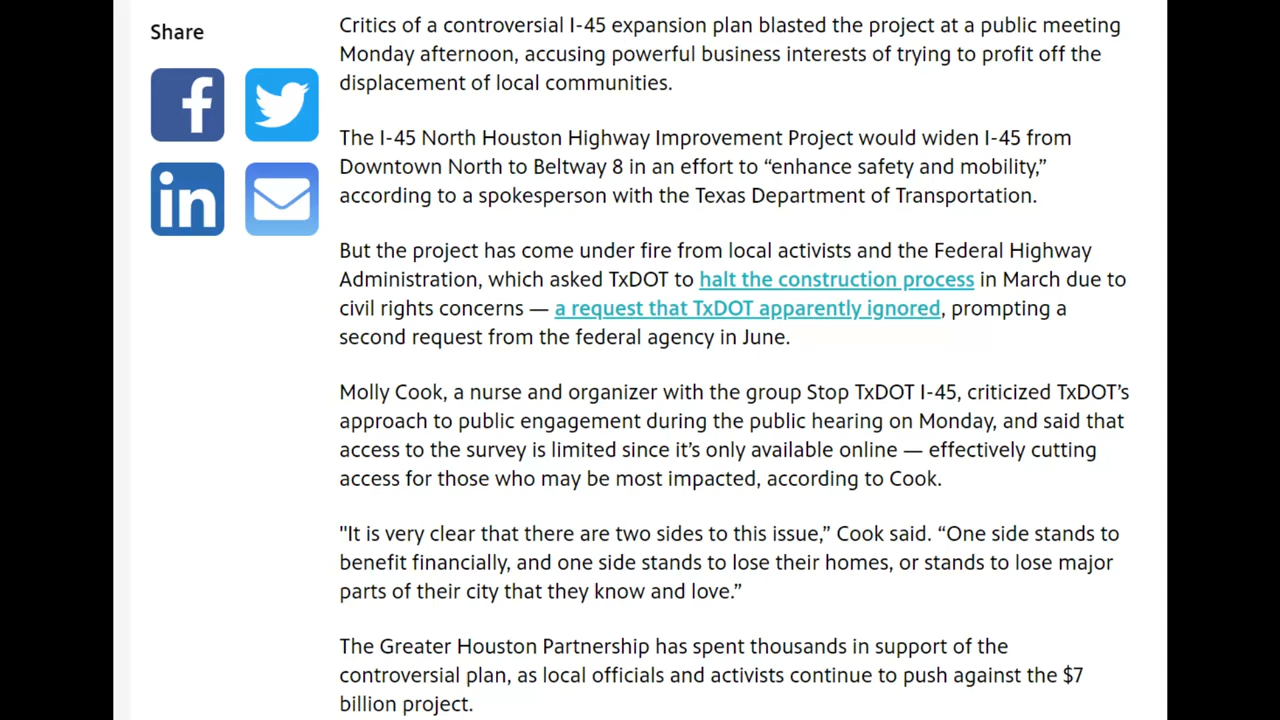 Share
Critics of a controversial I-45 expansion plan blasted the project at a public meeting
Monday afternoon, accusing powerful business interests of trying to profit off the
displacement of local communities.
The I-45 North Houston Highway Improvement Project would widen I-45 from
Downtown North to Beltway 8 in an effort to “enhance safety and mobility,”
according to a spokesperson with the Texas Department of Transportation.
But the project has come under fire from local activists and the Federal Highway
Administration, which asked TxDOT to halt the construction process in March due to
civil rights concerns — a request that TxDOT apparently ignored, prompting a
second request from the federal agency in June.
Molly Cook, a nurse and organizer with the group Stop TxDOT I-45, criticized TxDOT’s
approach to public engagement during the public hearing on Monday, and said that
access to the survey is limited since it’s only available online — effectively cutting
access for those who may be most impacted, according to Cook.
"It is very clear that there are two sides to this issue,” Cook said. “One side stands to
benefit financially, and one side stands to lose their homes, or stands to lose major
parts of their city that they know and love.”
The Greater Houston Partnership has spent thousands in support of the
controversial plan, as local officials and activists continue to push against the $7
billion project.